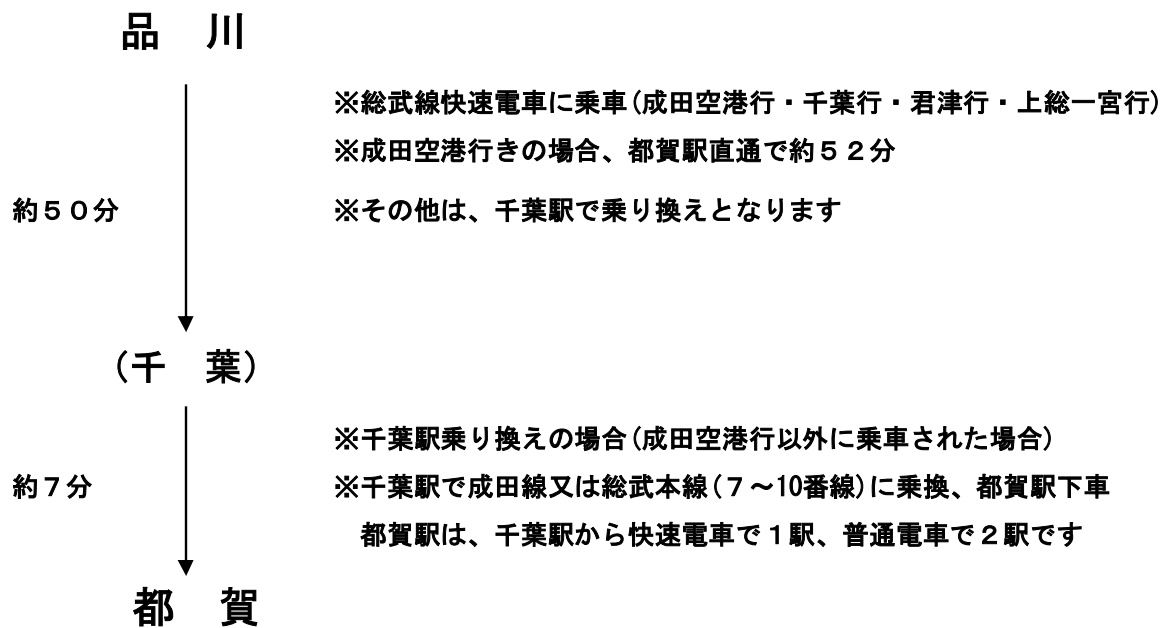 品　川
※総武線快速電車に乗車(成田空港行・千葉行・君津行・上総一宮行)
※成田空港行きの場合、都賀駅直通で約５２分
約５０分
※その他は、千葉駅で乗り換えとなります
(千　葉)
※千葉駅乗り換えの場合(成田空港行以外に乗車された場合)
約７分
※千葉駅で成田線又は総武本線(７～10番線)に乗換、都賀駅下車
都賀駅は、千葉駅から快速電車で１駅、普通電車で２駅です
都　賀